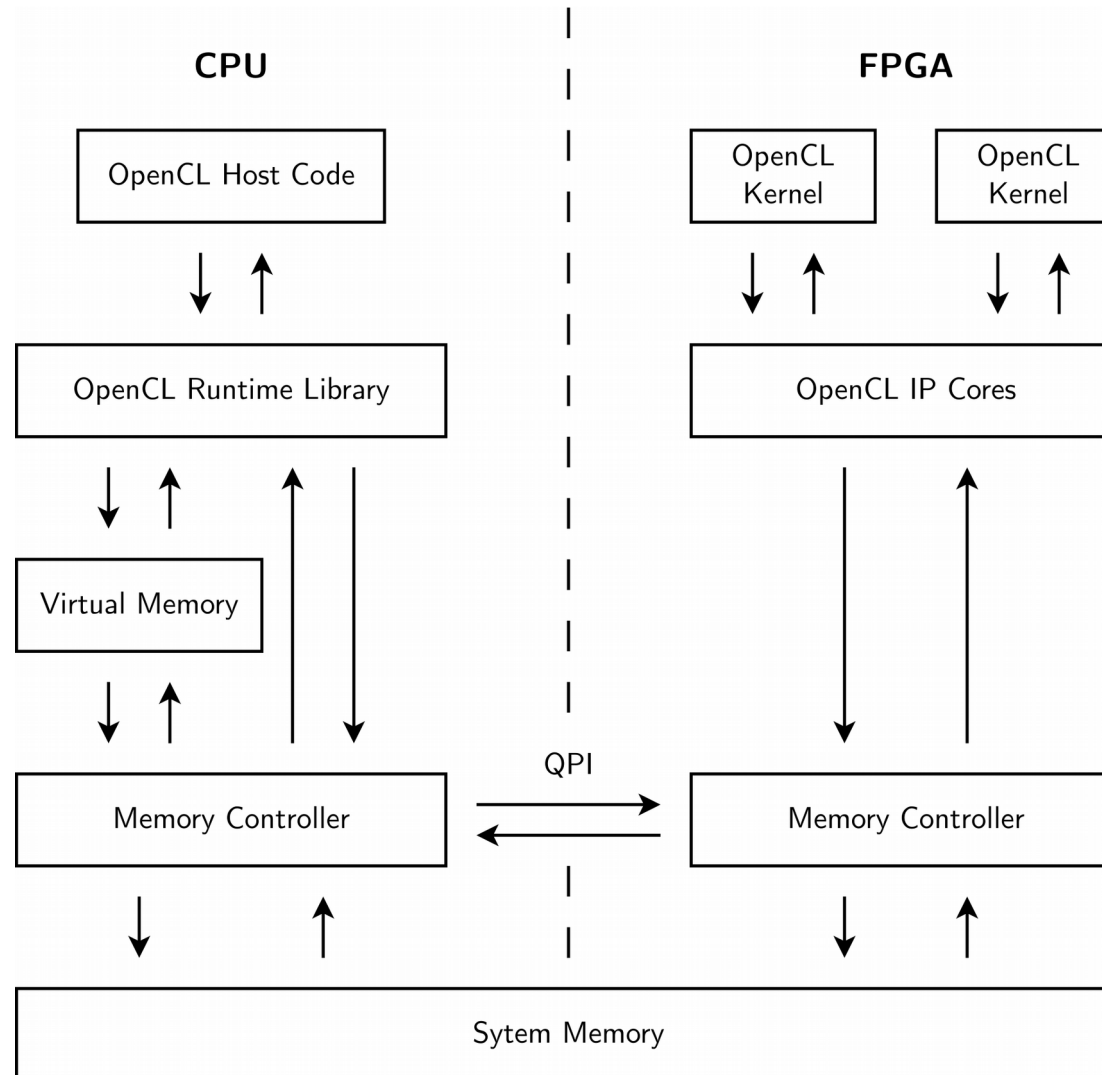 CPU
FPGA
OpenCL Host Code
OpenCL
Kernel
OpenCL
Kernel
OpenCL Runtime Library
OpenCL IP Cores
Virtual Memory
QPI
Memory Controller
Memory Controller
Sytem Memory